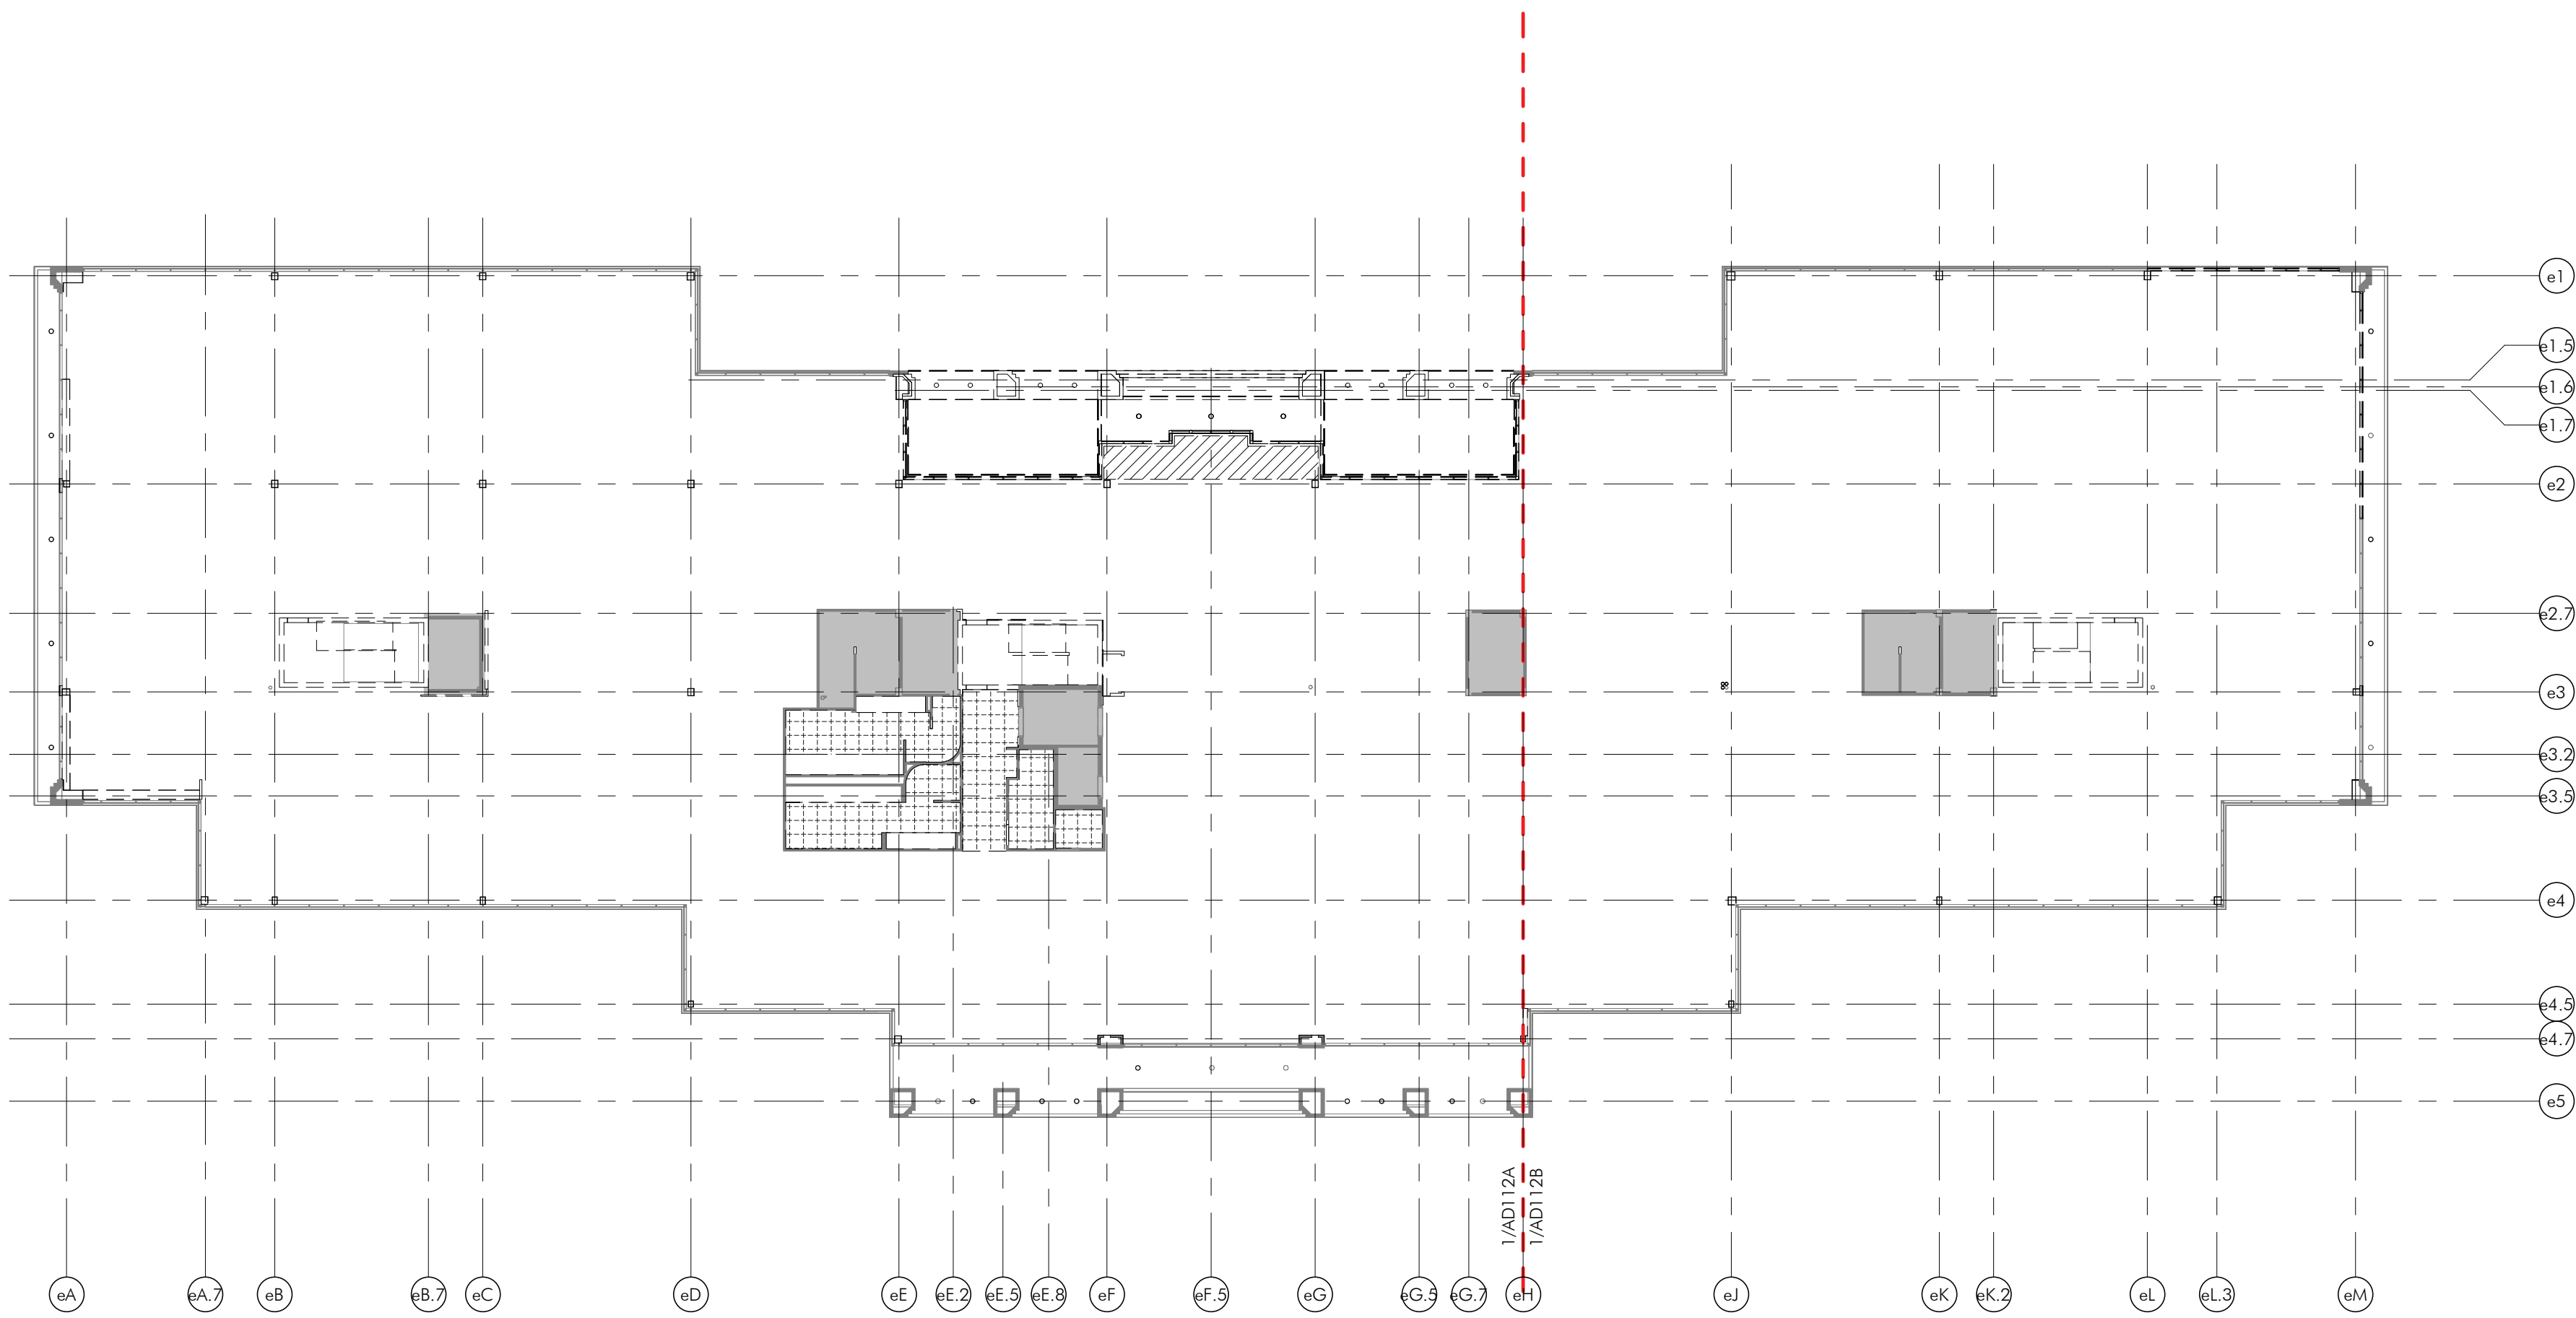 e1
e1.5
e1.6
e1.7
e2
e2.7
e3
e3.2
e3.5
e4
e4.5
e4.7
e5
1/AD112A
1/AD112B
eA
eA.7
eB
eB.7
eC
eD
eE
eE.2
eE.5
eE.8
eF
eF.5
eG
eG.5
eG.7
eH
eJ
eK
eK.2
eL
eL.3
eM